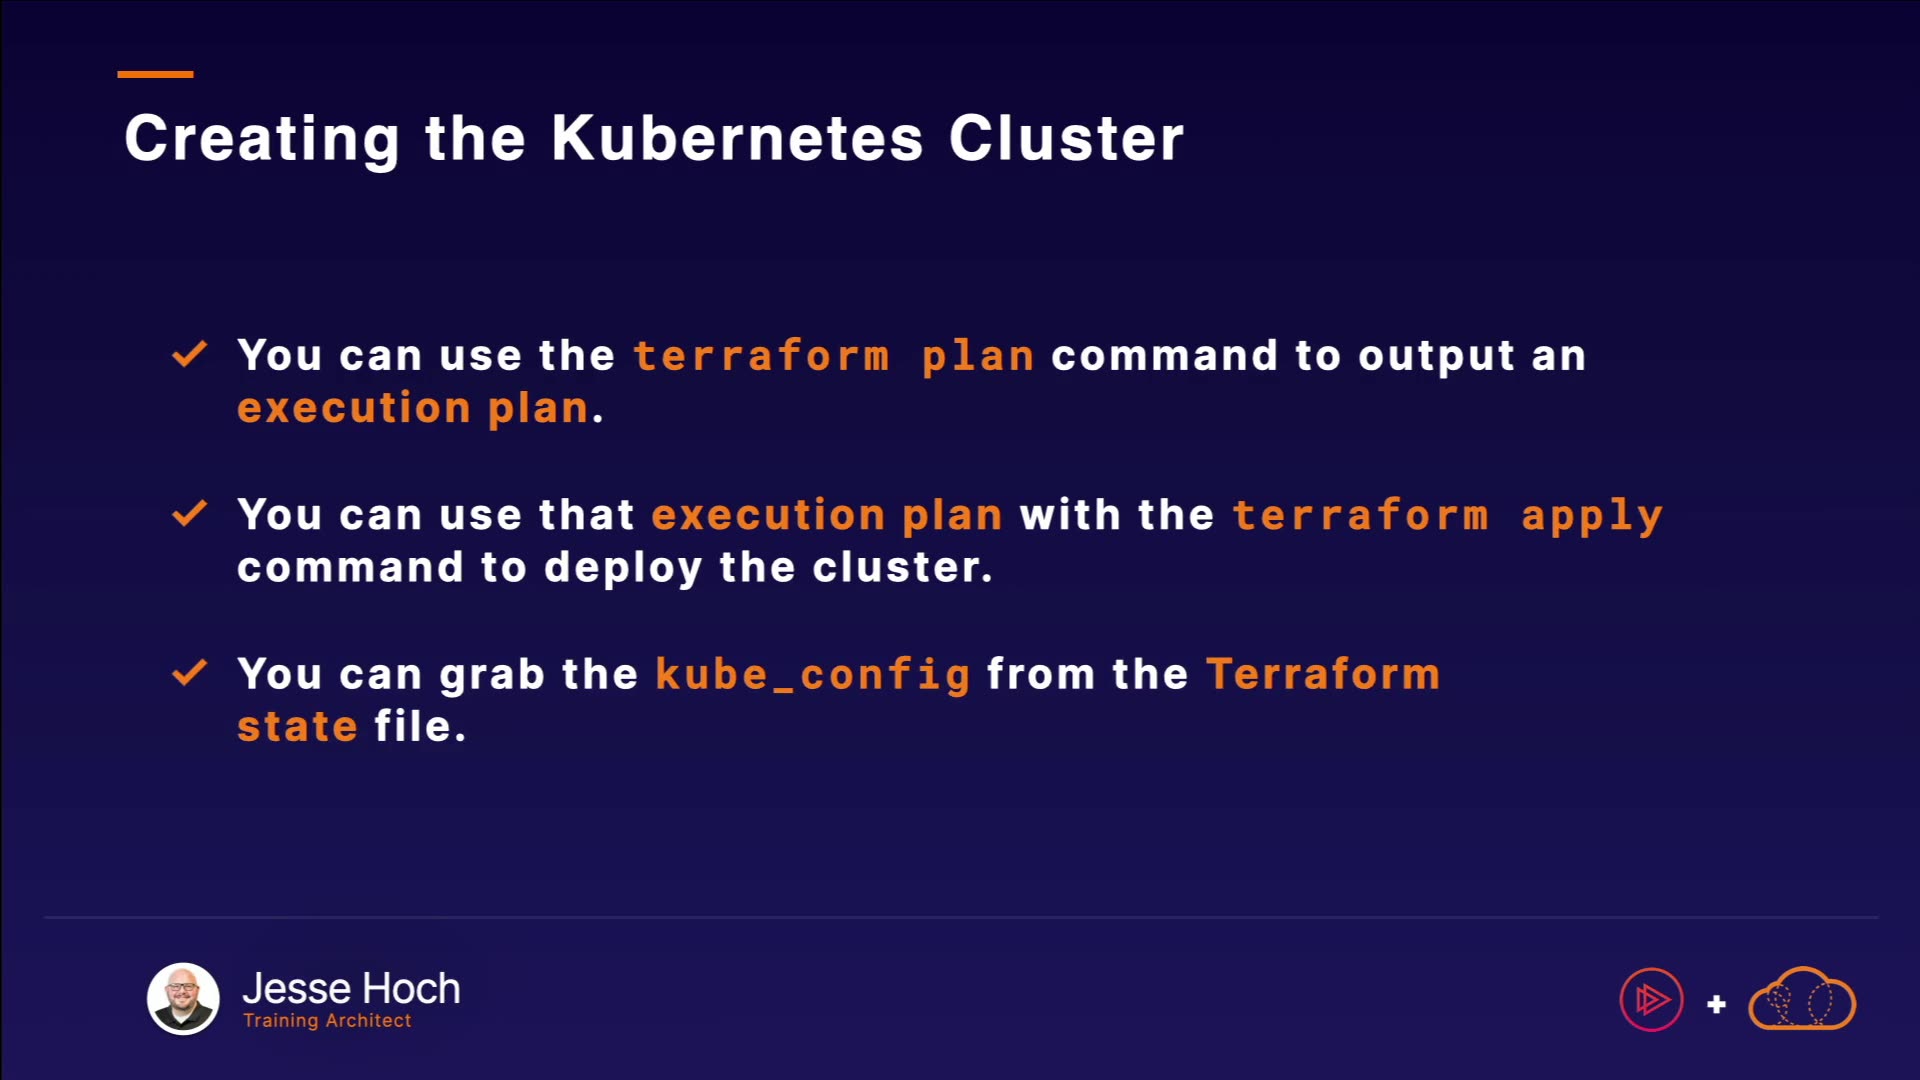 Creating the Kubernetes Cluster
You can use the terraform plan command to output an
execution plan.
You can use that execution plan with the terraform apply
command to deploy the cluster.
You can grab the kube_config from the Terraform
state file.
Jesse Hoch
Training Architect
+